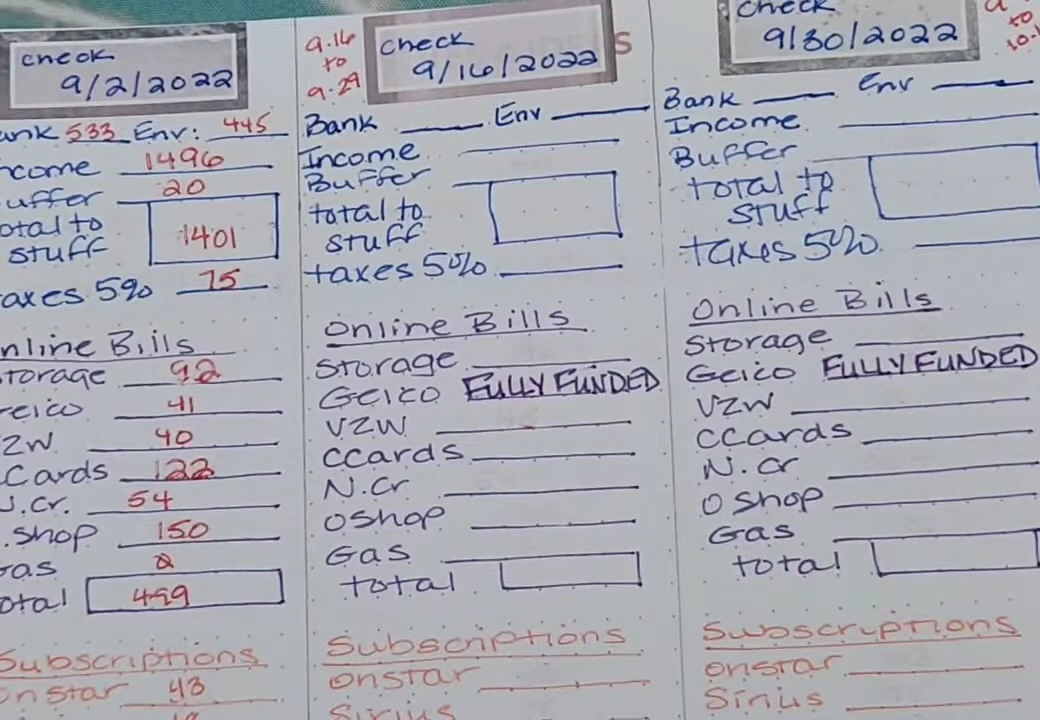 check
9/2/2022
ank 533 Env: 445
ncome 1496
uffer 20
otal to
stuff 1401
axes 5% 75
nline Bills
torage 92
eico 41
ZW 40
Cards 122
J.Cr. 54
.shop 150
as
otal 499
Subscriptions
onstar 43
9.16
to
9.29
check
9/16/2022
S
Bank Env
Income
Buffer
total to
stuff
taxes 5%
Online Bills
Storage
Geico FULLY FUNDED
VZW
CCards
N.Cr
Oshop
Gas
total
Subscriptions
Onstar
Sirius
check
9/30/2022
to
Bank Env
Income
Buffer
total to
stuff
taxes 5%
Online Bills
Storage
Geico FULLY FUNDED
VZW
CCards
N.Cr
O Shop
Gas
total
Subscriptions
Onstar
Sirius